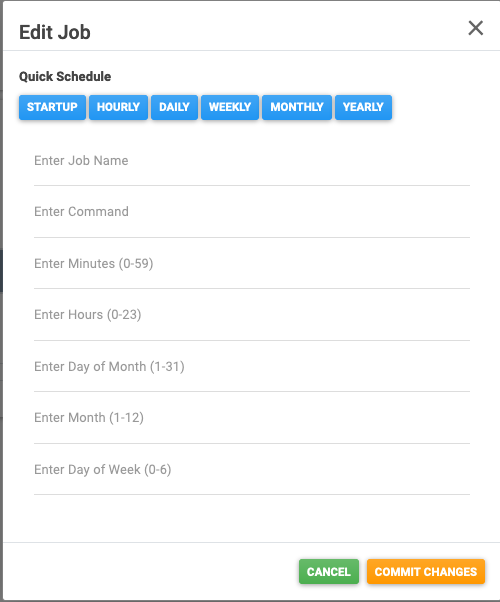 Edit Job
Quick Schedule
STARTUP HOURLY DAILY WEEKLY MONTHLY YEARLY
Enter Job Name
Enter Command
Enter Minutes (0-59)
Enter Hours (0-23)
Enter Day of Month (1-31)
Enter Month (1-12)
Enter Day of Week (0-6)
CANCEL COMMIT CHANGES